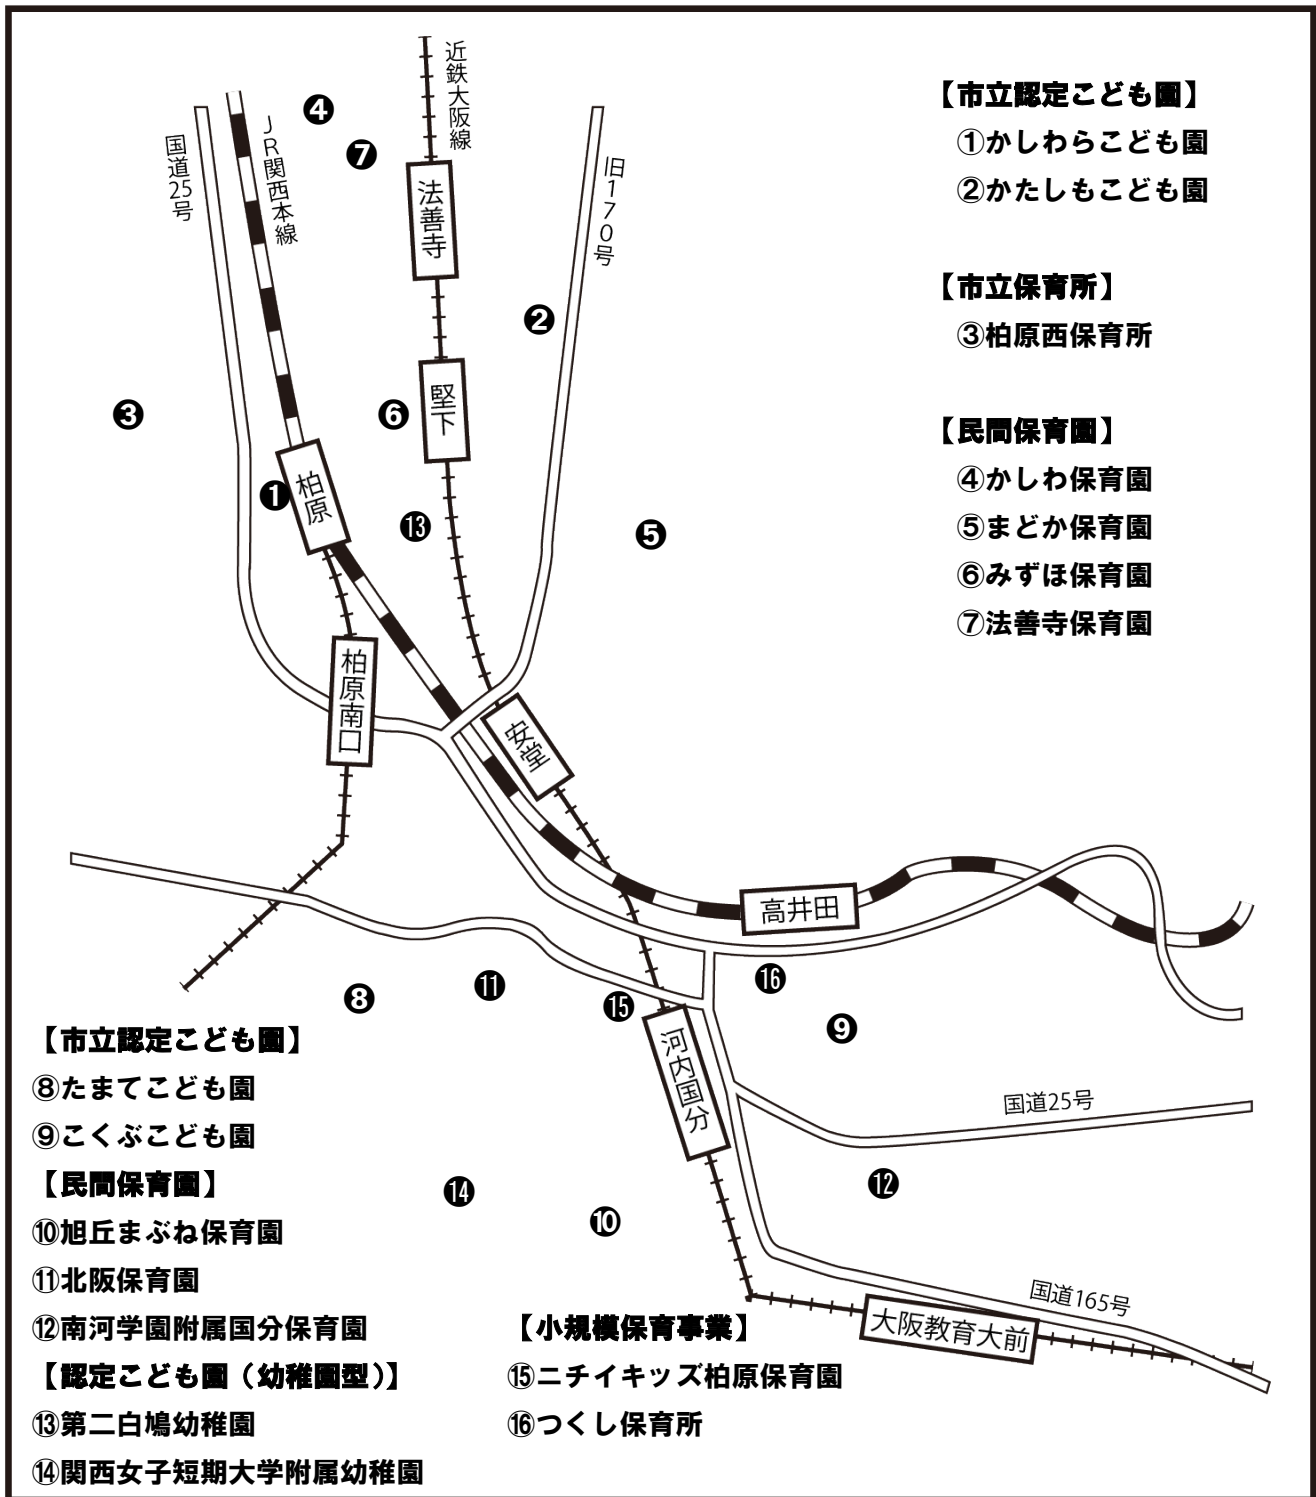 近鉄大阪線
❹
JR関西本線
国道25号
❼
法善寺
旧170号
❷
❸
❻
堅下
❶
柏原
⓭
❺
柏原南口
安堂
高井田
⓰
⓫
❽
⓯
❾
河内国分
国道25号
⓬
⓮
❿
国道165号
大阪教育大前
【市立認定こども園】
①かしわらこども園
②かたしもこども園
【市立保育所】
③柏原西保育所
【民間保育園】
④かしわ保育園
⑤まどか保育園
⑥みずほ保育園
⑦法善寺保育園
【市立認定こども園】
⑧たまてこども園
⑨こくぶこども園
【民間保育園】
⑩旭丘まぶね保育園
⑪北阪保育園
⑫南河学園附属国分保育園
【認定こども園（幼稚園型）】
⑬第二白鳩幼稚園
⑭関西女子短期大学附属幼稚園
【小規模保育事業】
⑮ニチイキッズ柏原保育園
⑯つくし保育所